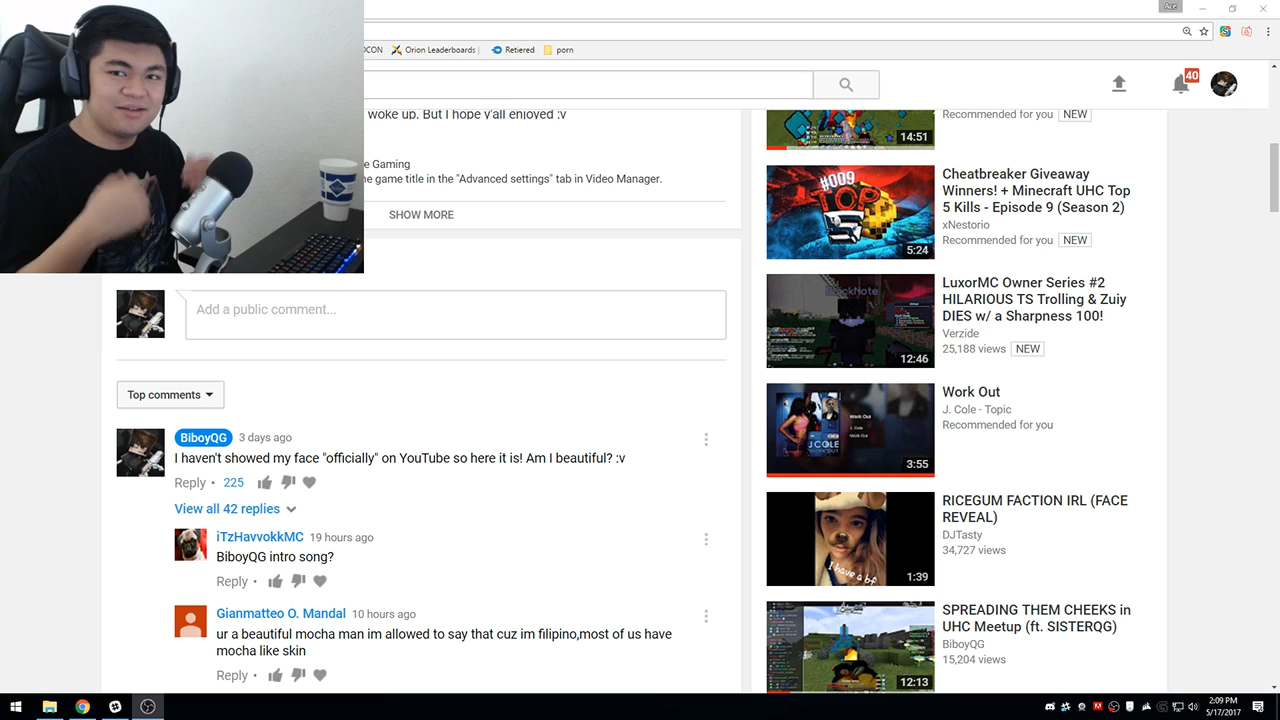 Ace
OCON
Orion Leaderboards |
Retiered
porn
40
woke up. But I hope y'all enjoyed :v
e Gaming
e game title in the "Advanced settings" tab in Video Manager.
SHOW MORE
Add a public comment...
Top comments
BiboyQG 3 days ago
I haven't showed my face "officially" on YouTube so here it is! Am I beautiful? :v
Reply • 225
View all 42 replies
iTzHavvokkMC 19 hours ago
BiboyQG intro song?
Reply •
Gianmatteo O. Mandal 10 hours ago
ur a beautiful mocha man im allowed to say that cuz im filipino,most of us have
mocha like skin
Reply •
14:51
Recommended for you NEW
#009
TOP
5
5:24
Cheatbreaker Giveaway
Winners! + Minecraft UHC Top
5 Kills - Episode 9 (Season 2)
xNestorio
Recommended for you NEW
12:46
LuxorMC Owner Series #2
HILARIOUS TS Trolling & Zuiy
DIES w/ a Sharpness 100!
Verzide
25,188 views NEW
Work Out
J. Cole
Work Out
J COLE
WORK OUT
3:55
Work Out
J. Cole - Topic
Recommended for you
I have a bf
1:39
RICEGUM FACTION IRL (FACE
REVEAL)
DJTasty
34,727 views
12:13
SPREADING THEM CHEEKS in
UHC Meetup (ft. SISTERQG)
BiboyQG
15,204 views
2:09 PM
5/17/2017